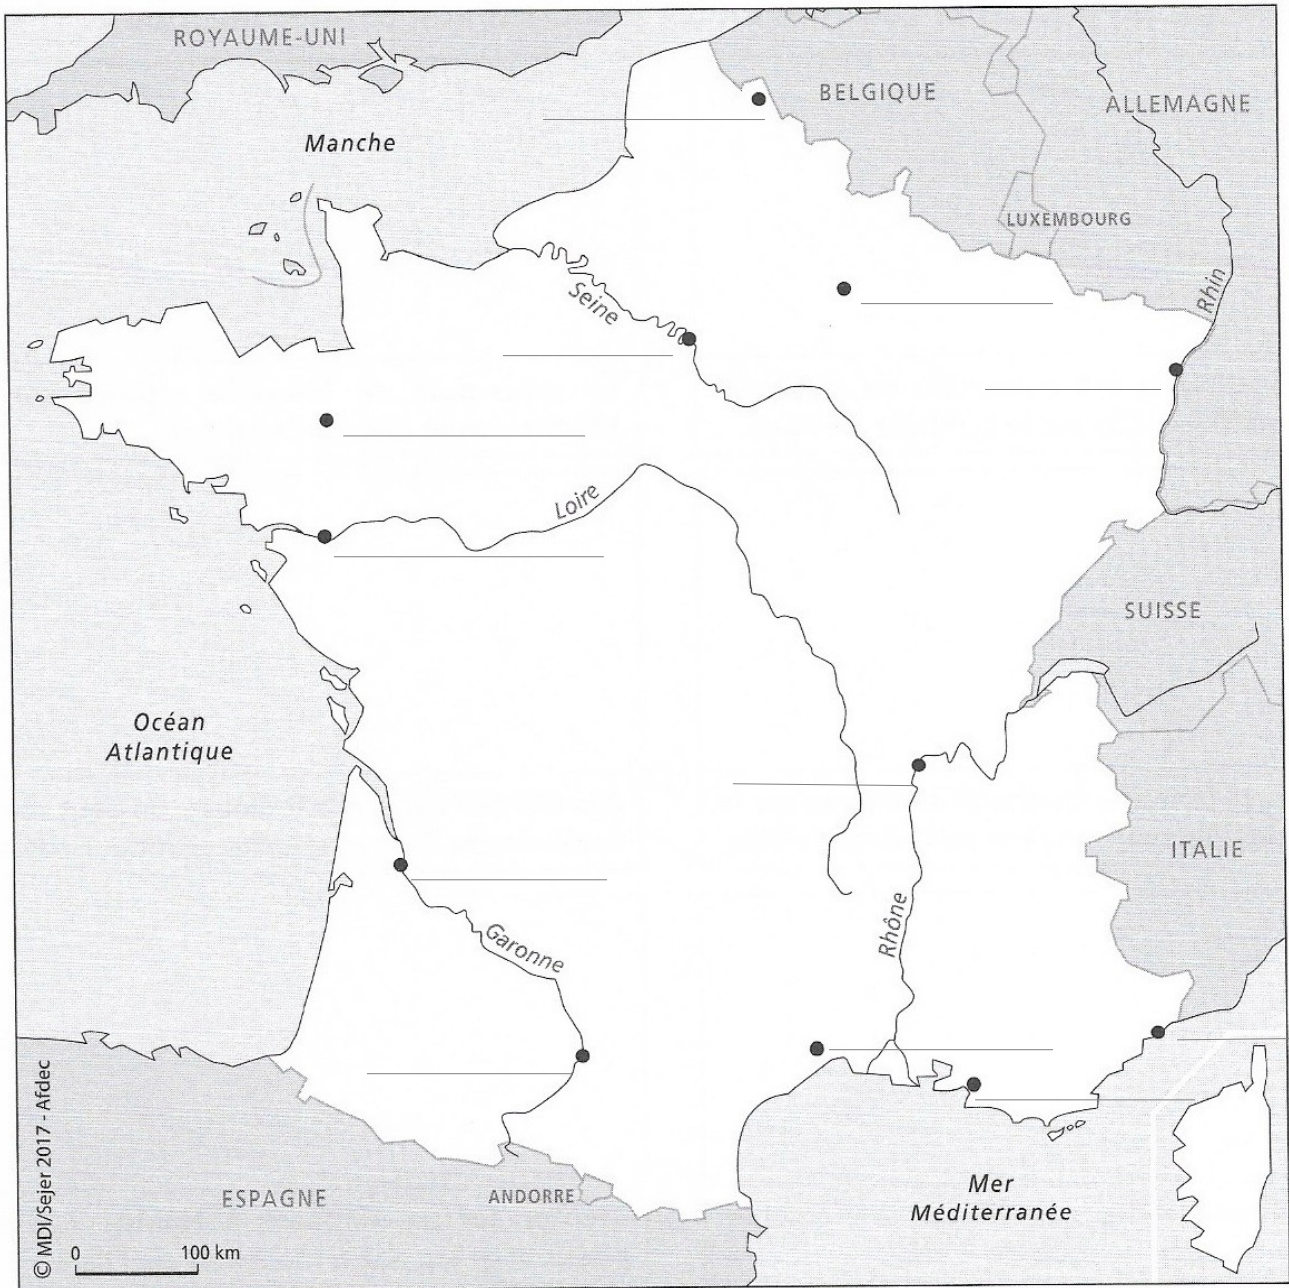 ROYAUME-UNI
BELGIQUE
ALLEMAGNE
Manche
LUXEMBOURG
Rhin
Seine
Loire
SUISSE
Océan
Atlantique
ITALIE
Rhône
Garonne
© MDI/Sejer 2017 - Afdec
ESPAGNE
ANDORRE
Mer
Méditerranée
0 100 km